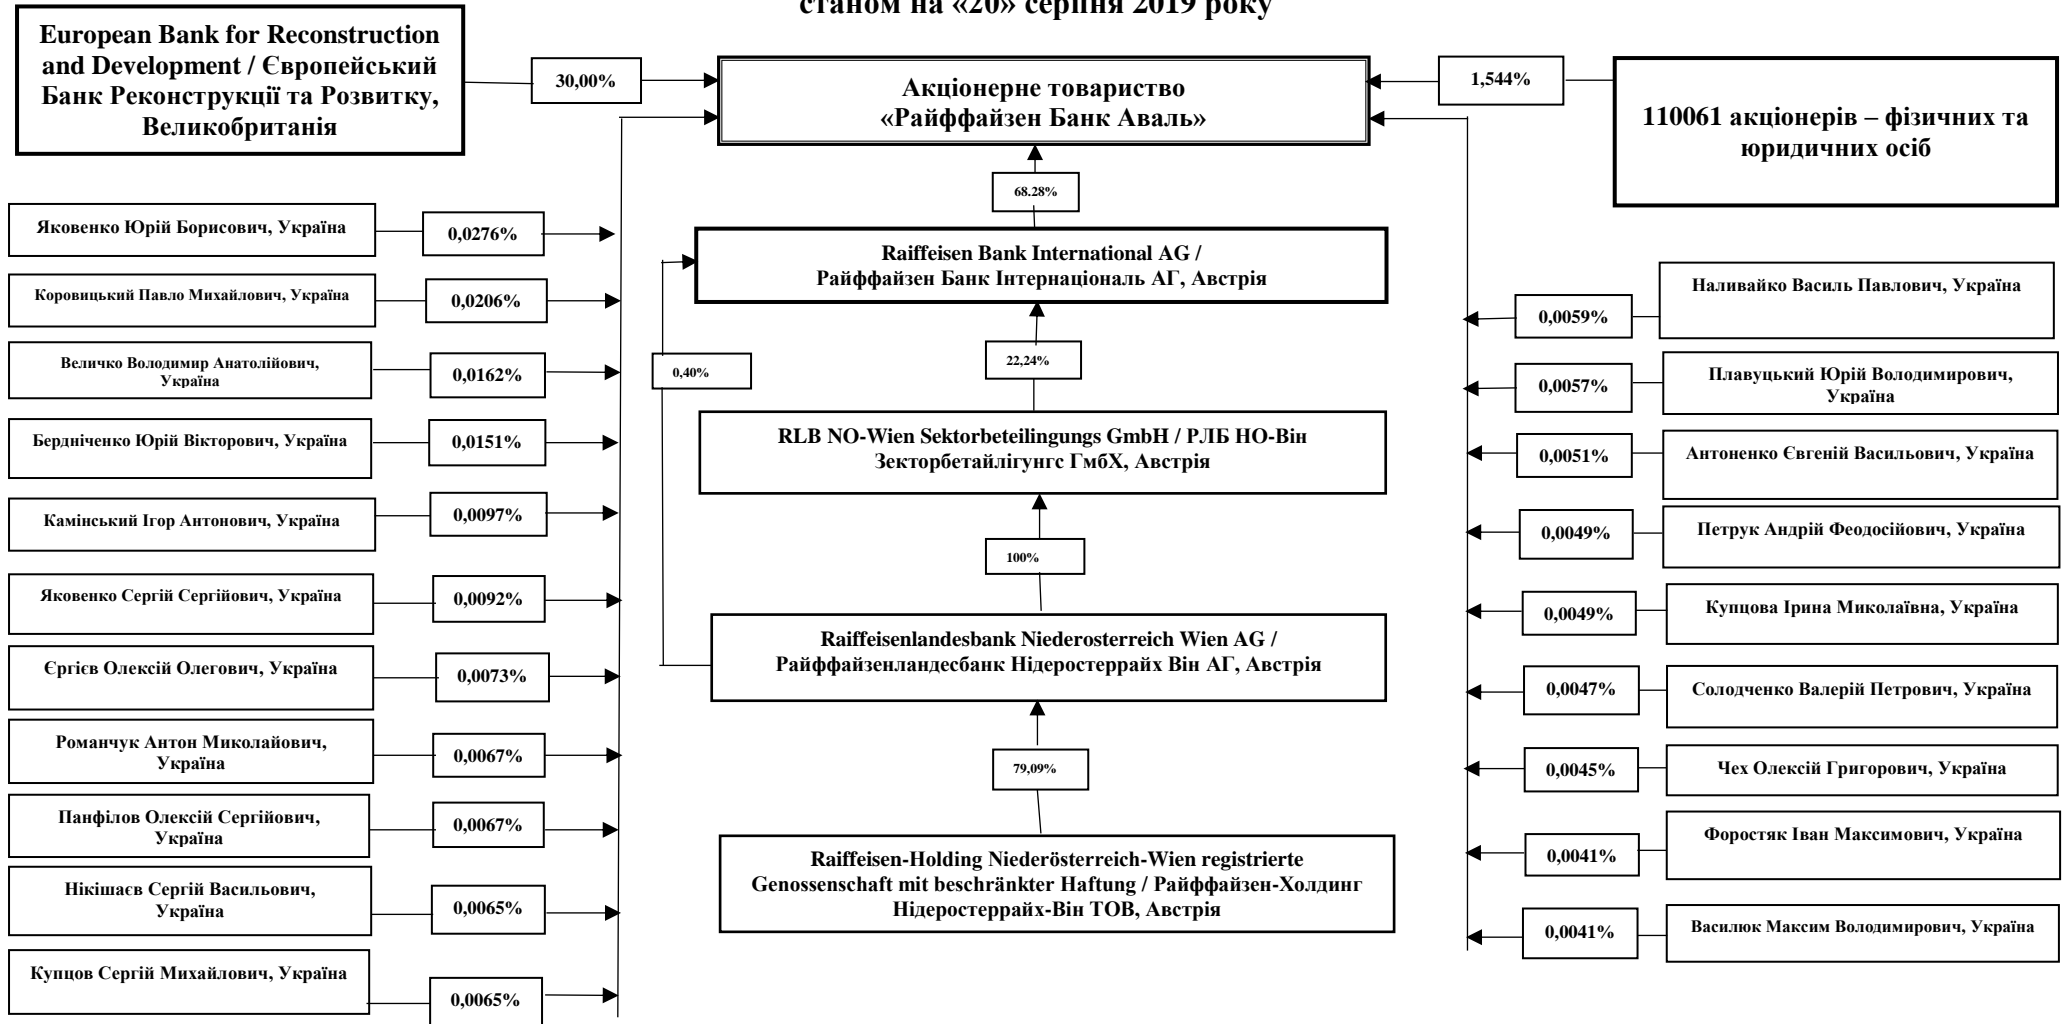 станом на «20» серпня 2019 року
European Bank for Reconstruction
and Development / Європейський
Банк Реконструкції та Розвитку,
Великобританія
30,00%
Акціонерне товариство
«Райффайзен Банк Аваль»
1,544%
110061 акціонерів – фізичних та
юридичних осіб
68.28%
Raiffeisen Bank International AG /
Райффайзен Банк Інтернаціональ АГ, Австрія
0,40%
22,24%
RLB NO-Wien Sektorbeteilingungs GmbH / РЛБ НО-Він
Зекторбетайлігунгс ГмбХ, Австрія
100%
Raiffeisenlandesbank Niederosterreich Wien AG /
Райффайзенландесбанк Нідеростеррайх Він АГ, Австрія
79,09%
Raiffeisen-Holding Niederösterreich-Wien registrierte
Genossenschaft mit beschränkter Haftung / Райффайзен-Холдинг
Нідеростеррайх-Він ТОВ, Австрія
Яковенко Юрій Борисович, Україна
0,0276%
Коровицький Павло Михайлович, Україна
0,0206%
Величко Володимир Анатолійович,
Україна
0,0162%
Бердніченко Юрій Вікторович, Україна
0,0151%
Камінський Ігор Антонович, Україна
0,0097%
Яковенко Сергій Сергійович, Україна
0,0092%
Єргієв Олексій Олегович, Україна
0,0073%
Романчук Антон Миколайович,
Україна
0,0067%
Панфілов Олексій Сергійович,
Україна
0,0067%
Нікішаєв Сергій Васильович,
Україна
0,0065%
Купцов Сергій Михайлович, Україна
0,0065%
Наливайко Василь Павлович, Україна
0,0059%
Плавуцький Юрій Володимирович,
Україна
0,0057%
Антоненко Євгеній Васильович, Україна
0,0051%
Петрук Андрій Феодосійович, Україна
0,0049%
Купцова Ірина Миколаївна, Україна
0,0049%
Солодченко Валерій Петрович, Україна
0,0047%
Чех Олексій Григорович, Україна
0,0045%
Форостяк Іван Максимович, Україна
0,0041%
Василюк Максим Володимирович, Україна
0,0041%